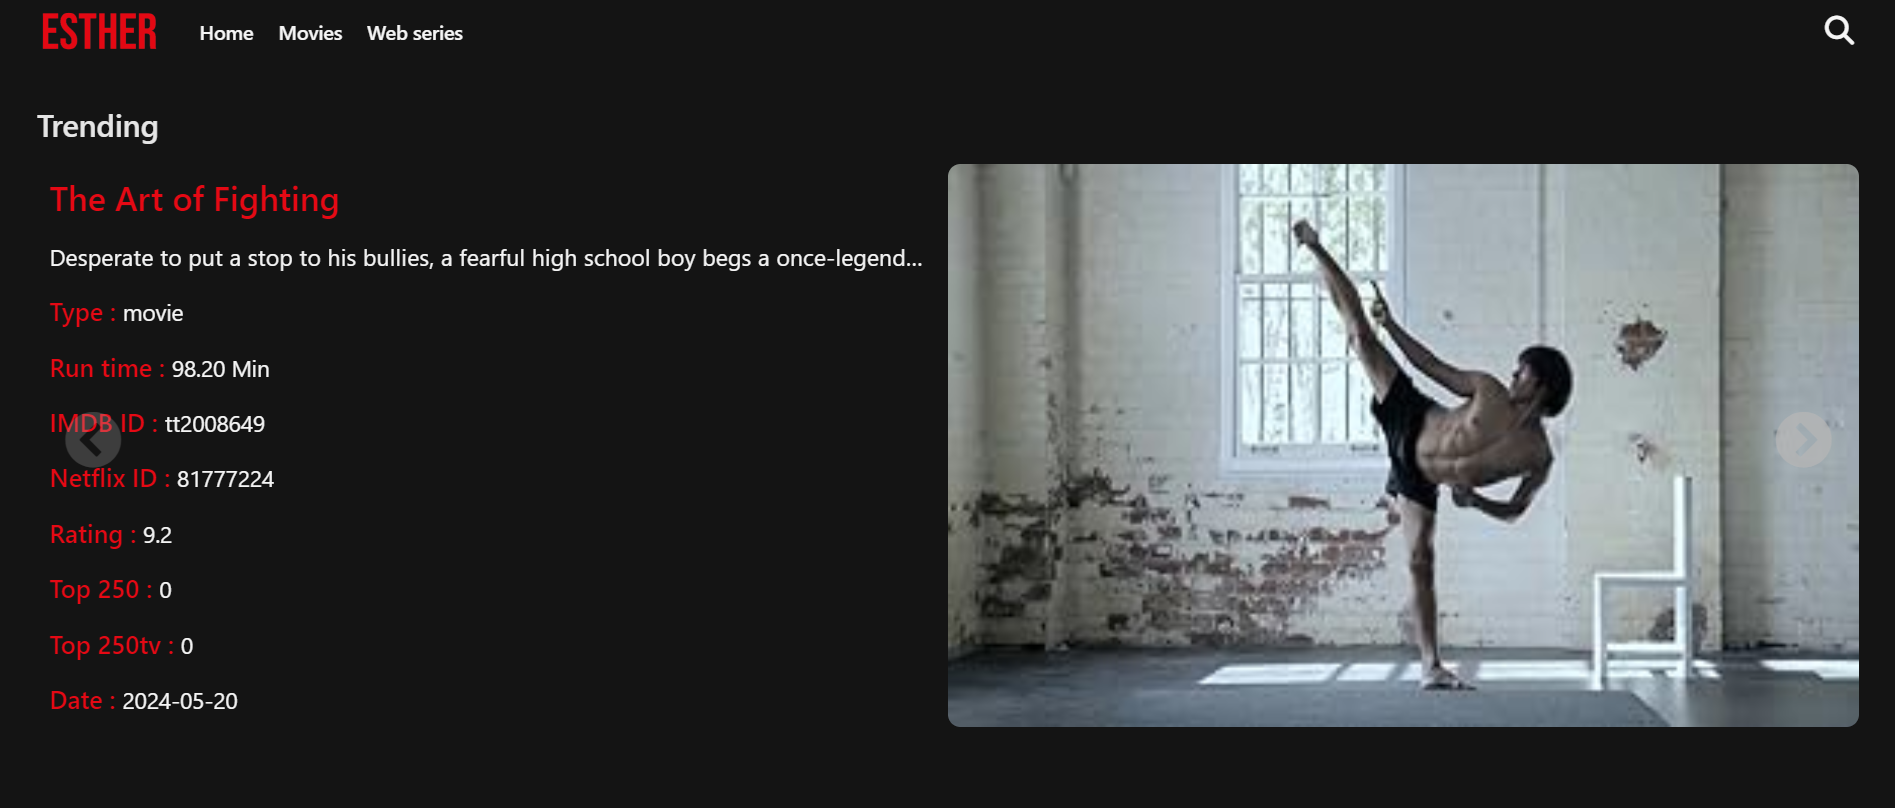 ESTHER Home Movies Web series
Trending
The Art of Fighting
Desperate to put a stop to his bullies, a fearful high school boy begs a once-legend...
Type : movie
Run time : 98.20 Min
IMDB ID : tt2008649
Netflix ID : 81777224
Rating : 9.2
Top 250 : 0
Top 250tv : 0
Date : 2024-05-20